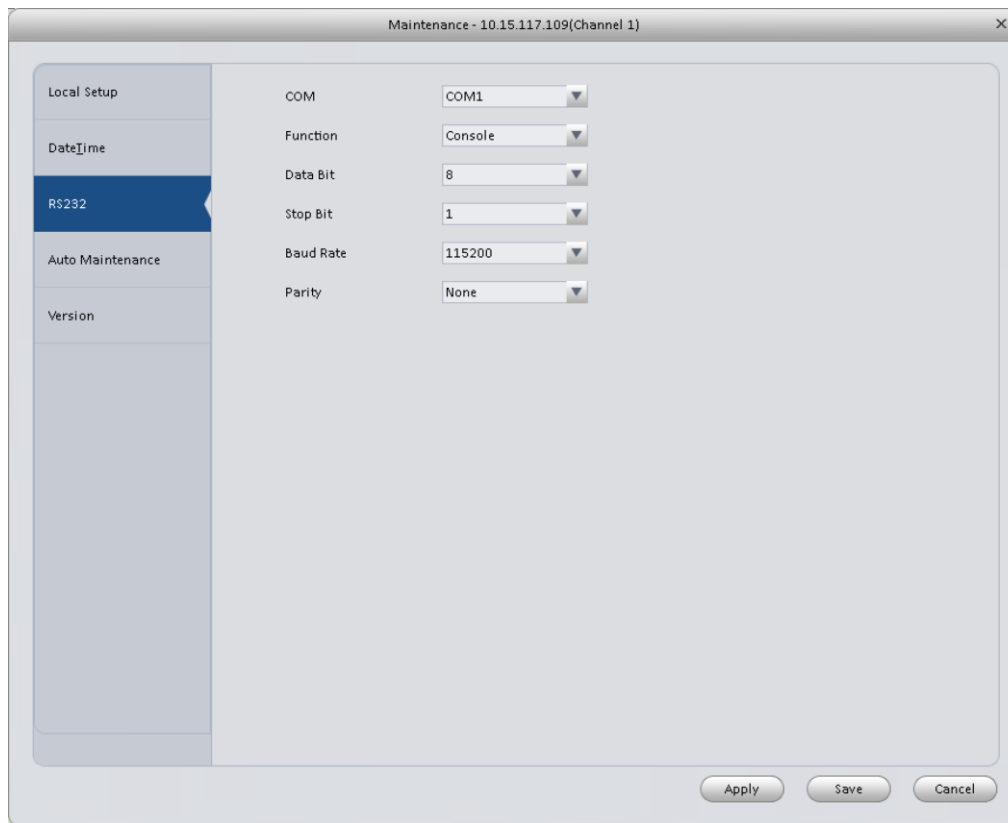 Maintenance - 10.15.117.109(Channel 1)
Local Setup
DateTime
RS232
Auto Maintenance
Version
COM COM1
Function Console
Data Bit 8
Stop Bit 1
Baud Rate 115200
Parity None
Apply Save Cancel